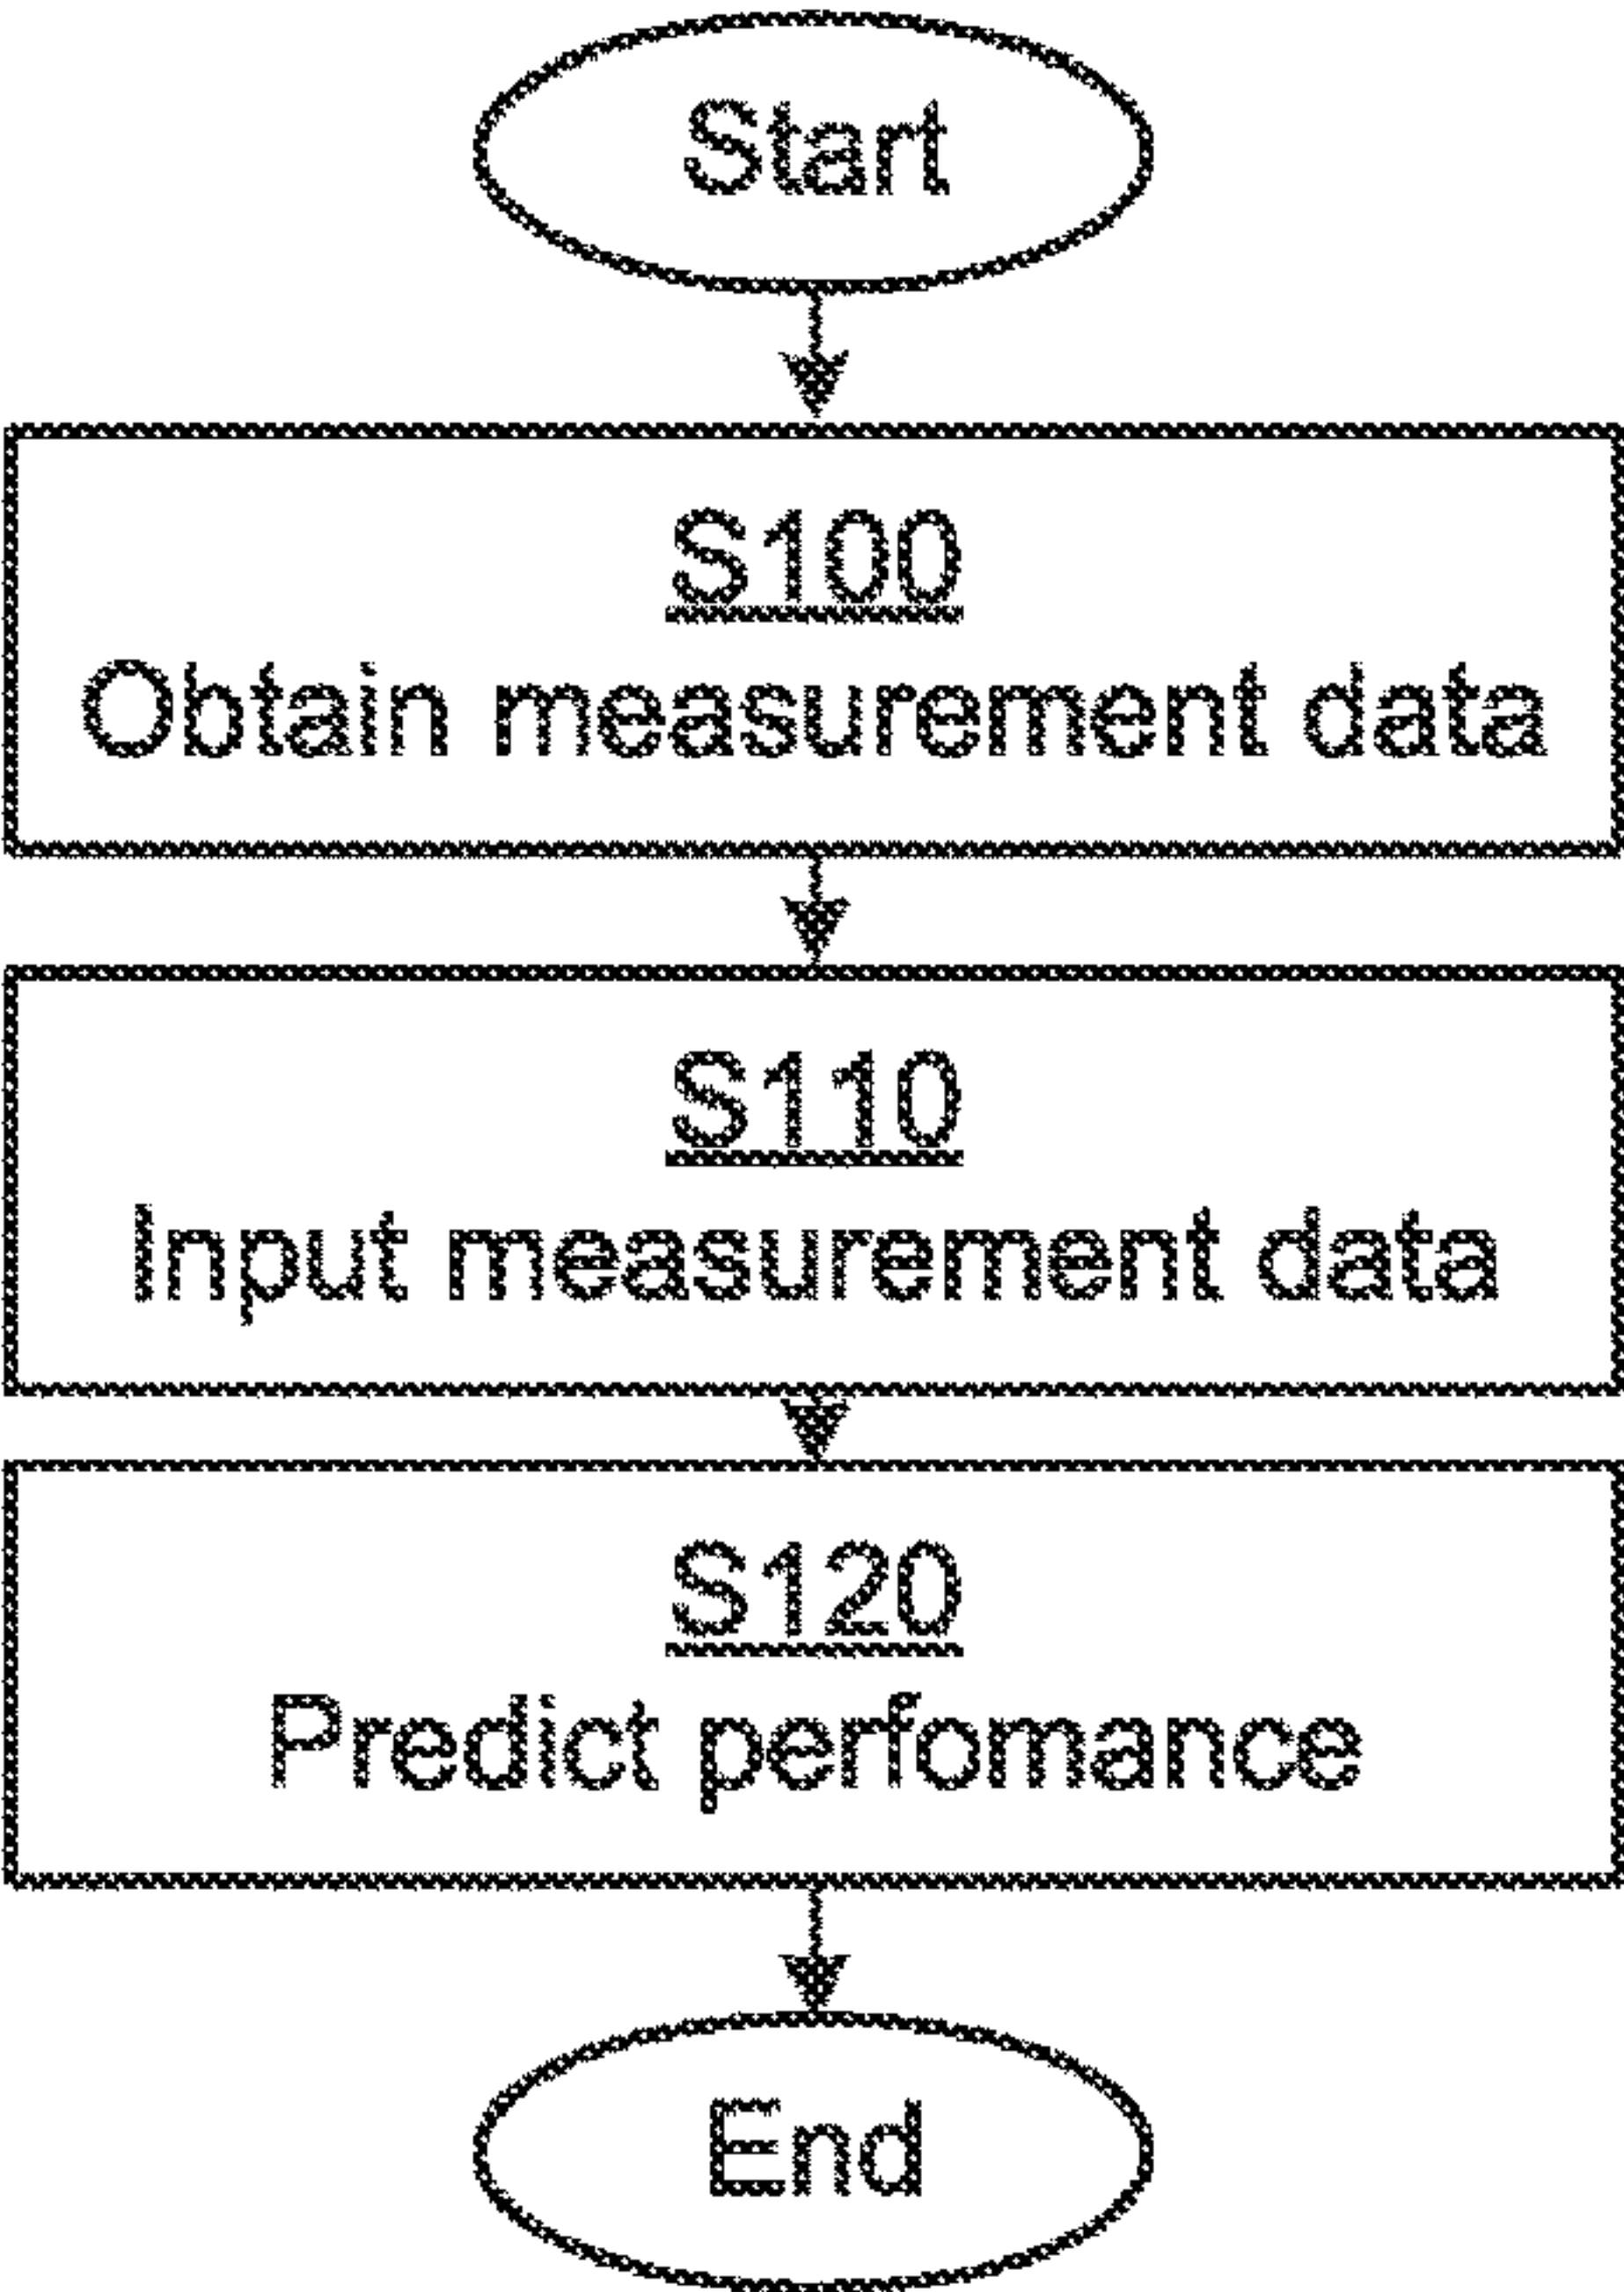 Start
S100
Obtain measurement data
S110
Input measurement data
S120
Predict perfomance
End